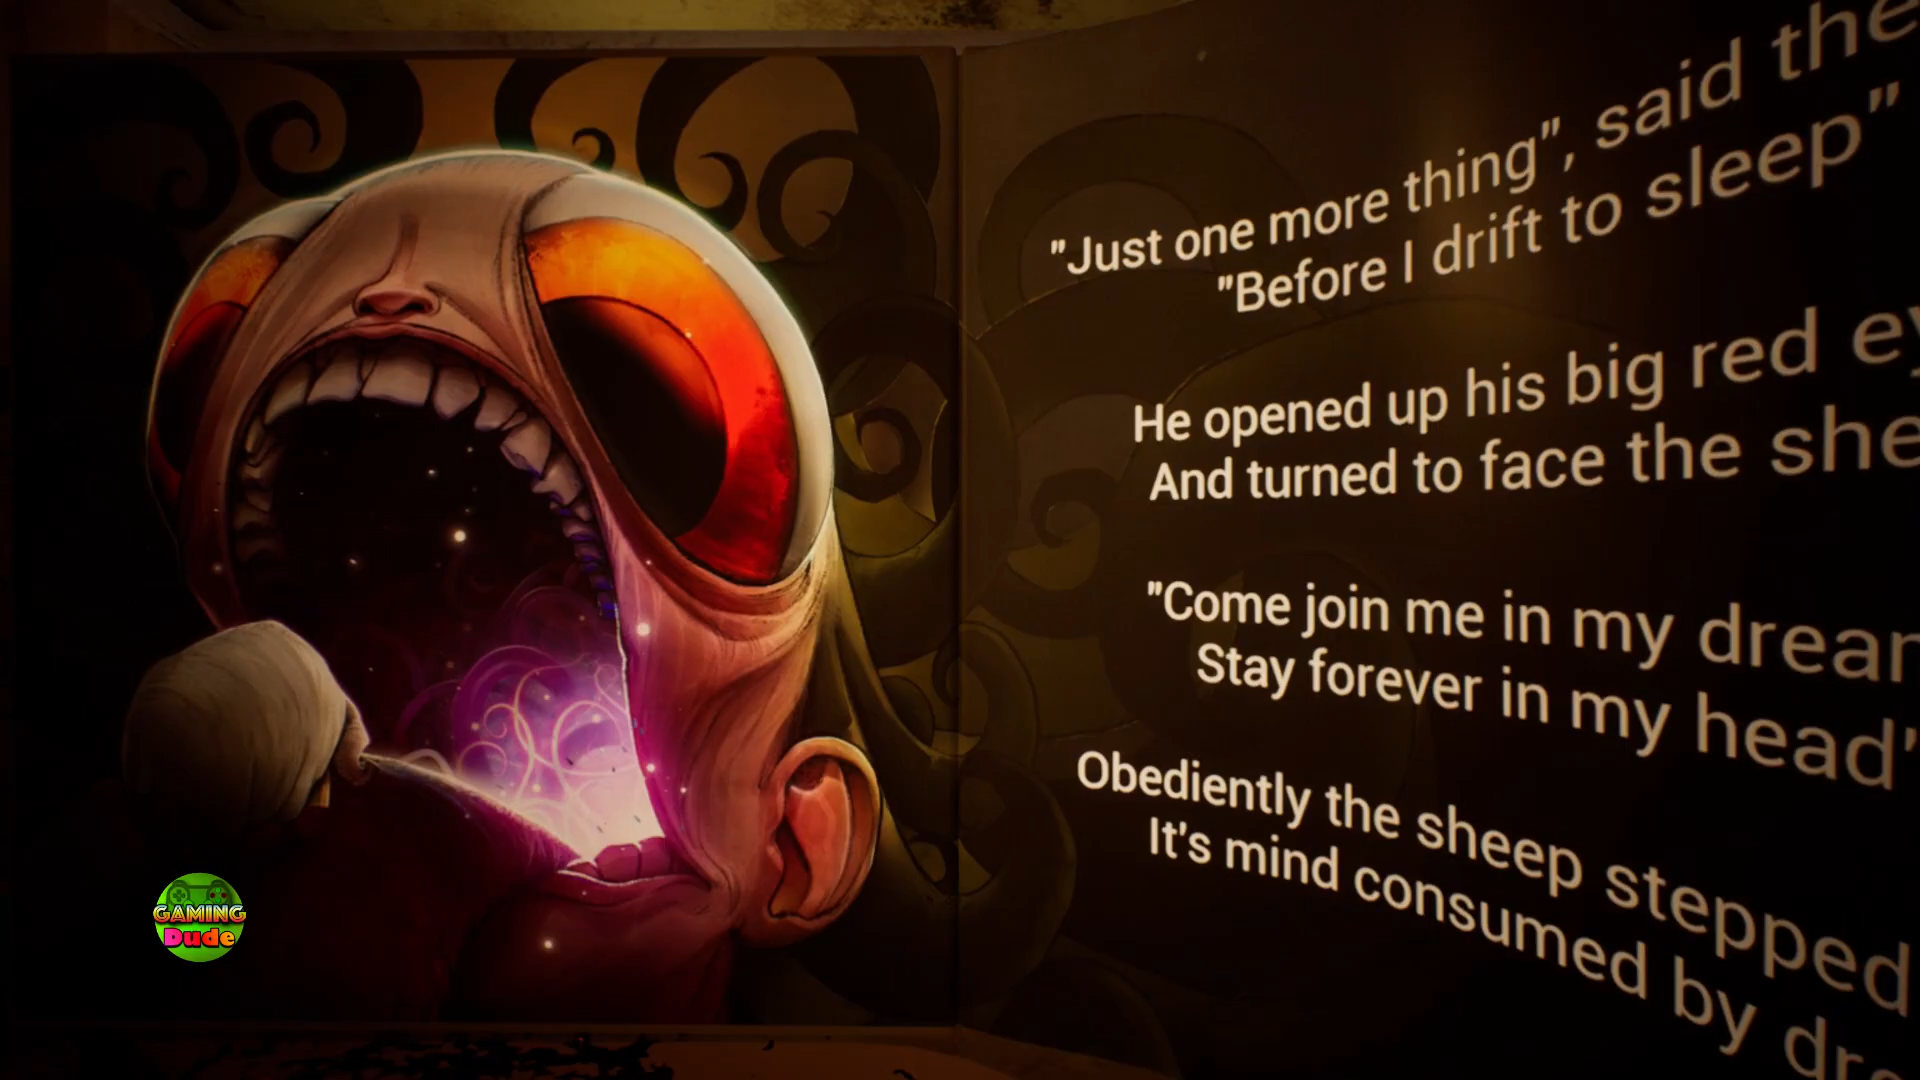 "Just one more thing", said the
"Before I drift to sleep"
He opened up his big red
And turned to face the
"Come join me in my
Stay forever in my head"
Obediently the sheep stepped
It's mind consumed by
GAMING
Dude